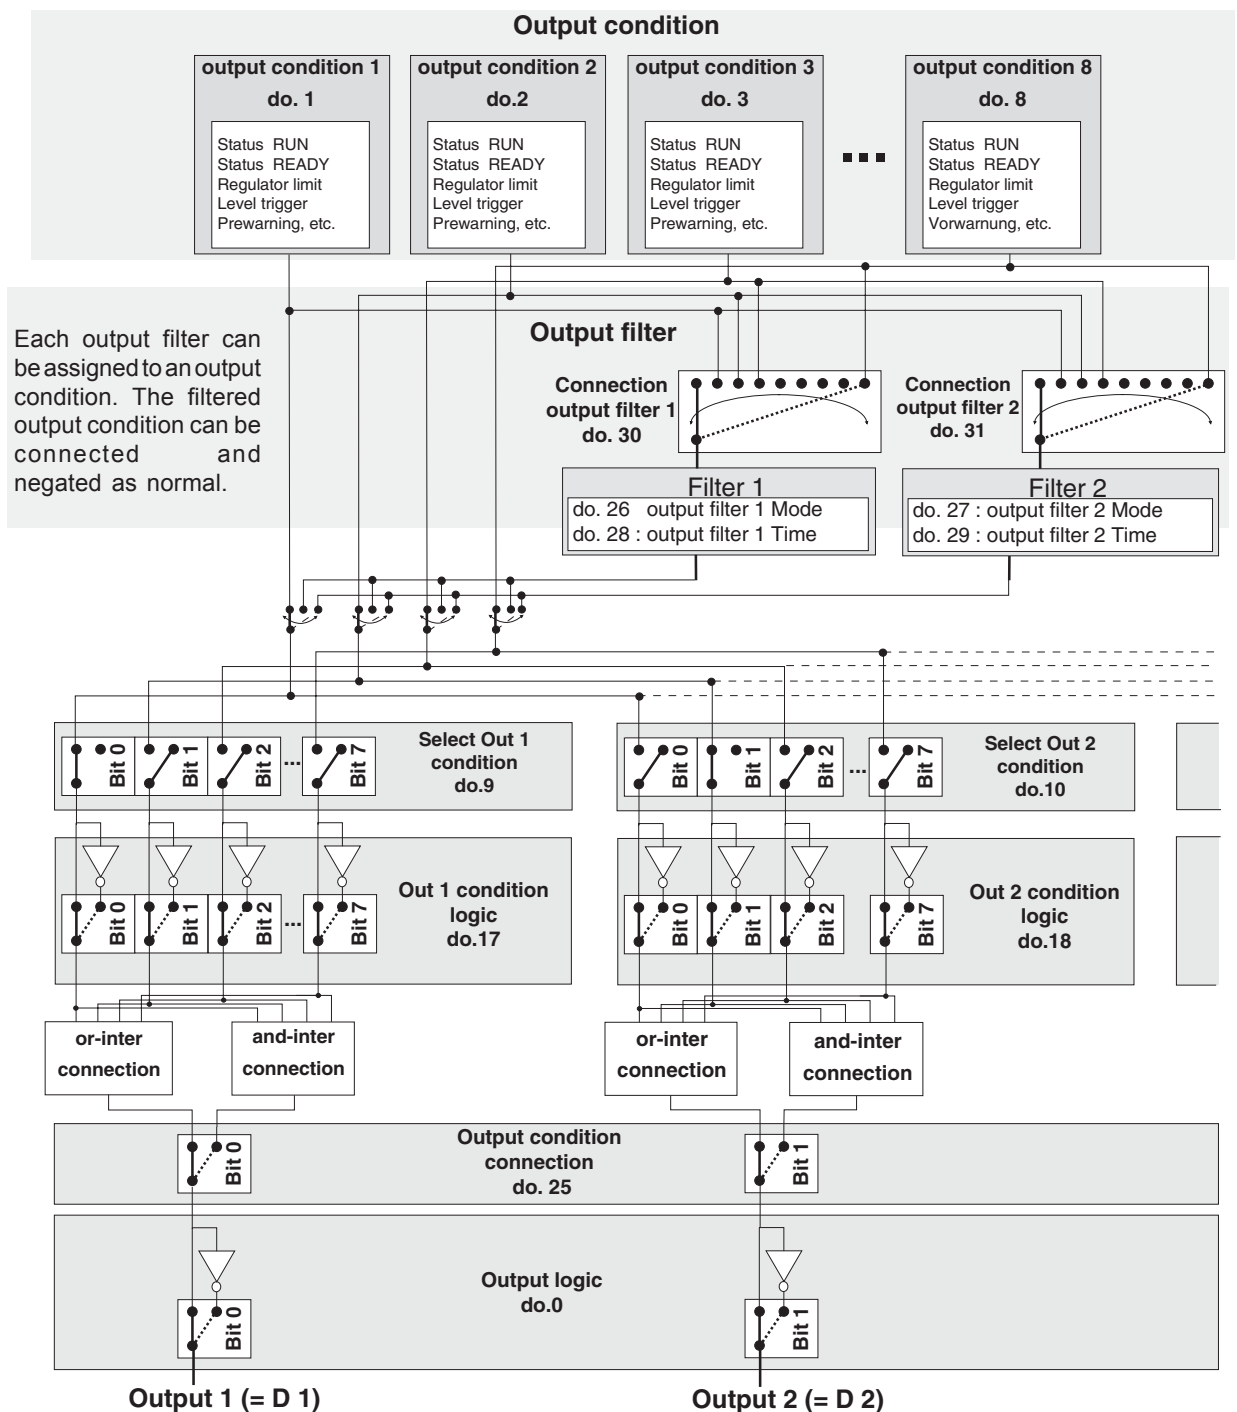 Output condition
output condition 1
do. 1
Status RUN
Status READY
Regulator limit
Level trigger
Prewarning, etc.
output condition 2
do.2
Status RUN
Status READY
Regulator limit
Level trigger
Prewarning, etc.
output condition 3
do. 3
Status RUN
Status READY
Regulator limit
Level trigger
Prewarning, etc.
output condition 8
do. 8
Status RUN
Status READY
Regulator limit
Level trigger
Vorwarnung, etc.
Each output filter can
be assigned to an output
condition. The filtered
output condition can be
connected and
negated as normal.
Output filter
Connection
output filter 1
do. 30
Connection
output filter 2
do. 31
Filter 1
do. 26 output filter 1 Mode
do. 28 : output filter 1 Time
Filter 2
do. 27 : output filter 2 Mode
do. 29 : output filter 2 Time
Bit 0
Bit 1
Bit 2
...
Bit 7
Select Out 1
condition
do.9
Bit 0
Bit 1
Bit 2
...
Bit 7
Select Out 2
condition
do.10
Bit 0
Bit 1
Bit 2
...
Bit 7
Out 1 condition
logic
do.17
Bit 0
Bit 1
Bit 2
Bit 7
Out 2 condition
logic
do.18
or-inter
connection
and-inter
connection
or-inter
connection
and-inter
connection
Bit 0
Output condition
connection
do. 25
Bit 1
Output logic
do.0
Bit 0
Bit 1
Output 1 (= D 1)
Output 2 (= D 2)